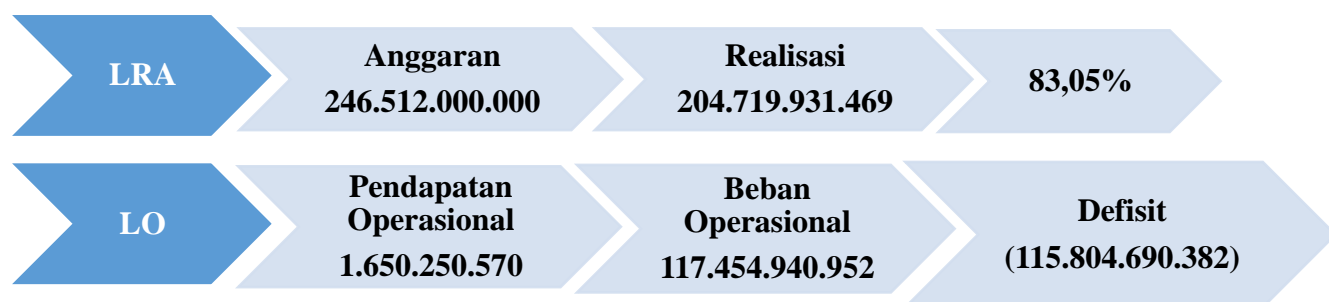 LRA
Anggaran
246.512.000.000
Realisasi
204.719.931.469
83,05%
LO
Pendapatan
Operasional
1.650.250.570
Beban
Operasional
117.454.940.952
Defisit
(115.804.690.382)